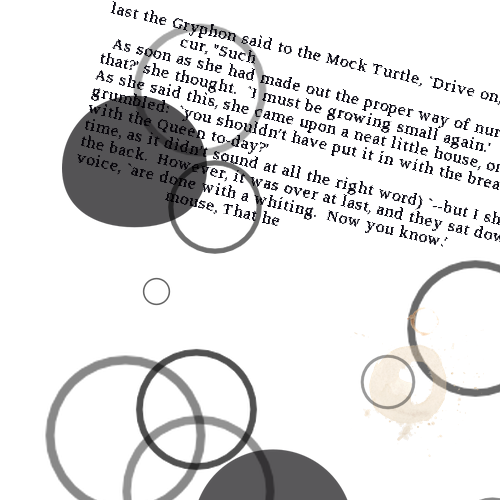 last the Gryphon said to the Mock Turtle, `Drive on,
cur, "Such
As soon as she had made out the proper way of nur
that?' she thought. `I must be growing small again.'
As she said this, she came upon a neat little house, on
grumbled: `you shouldn't have put it in with the brea
with the Queen to-day?'
time, as it didn't sound at all the right word) `--but I sh
the back. However, it was over at last, and they sat dow
voice, `are done with a whiting. Now you know.'
mouse, That he